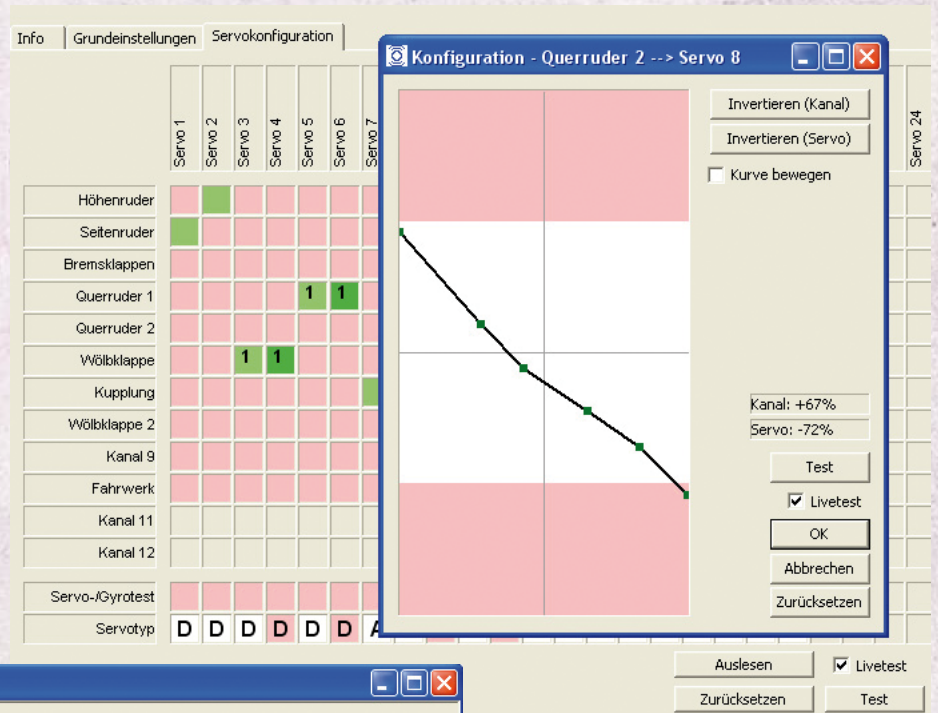 Info Grundeinstellungen Servokonfiguration
Servo 1 Servo 2 Servo 3 Servo 4 Servo 5 Servo 6 Servo 7 Servo 24
Höhenruder
Seitenruder
Bremsklappen
Querruder 1 1 1
Querruder 2
Wölbklappe 1 1
Kupplung
Wölbklappe 2
Kanal 9
Fahrwerk
Kanal 11
Kanal 12
Servo-/Gyrotest
Servotyp D D D D D D A
Konfiguration - Querruder 2 --> Servo 8
Invertieren (Kanal)
Invertieren (Servo)
Kurve bewegen
Kanal: +67%
Servo: -72%
Test
Livetest
OK
Abbrechen
Zurücksetzen
Auslesen Livetest
Zurücksetzen Test